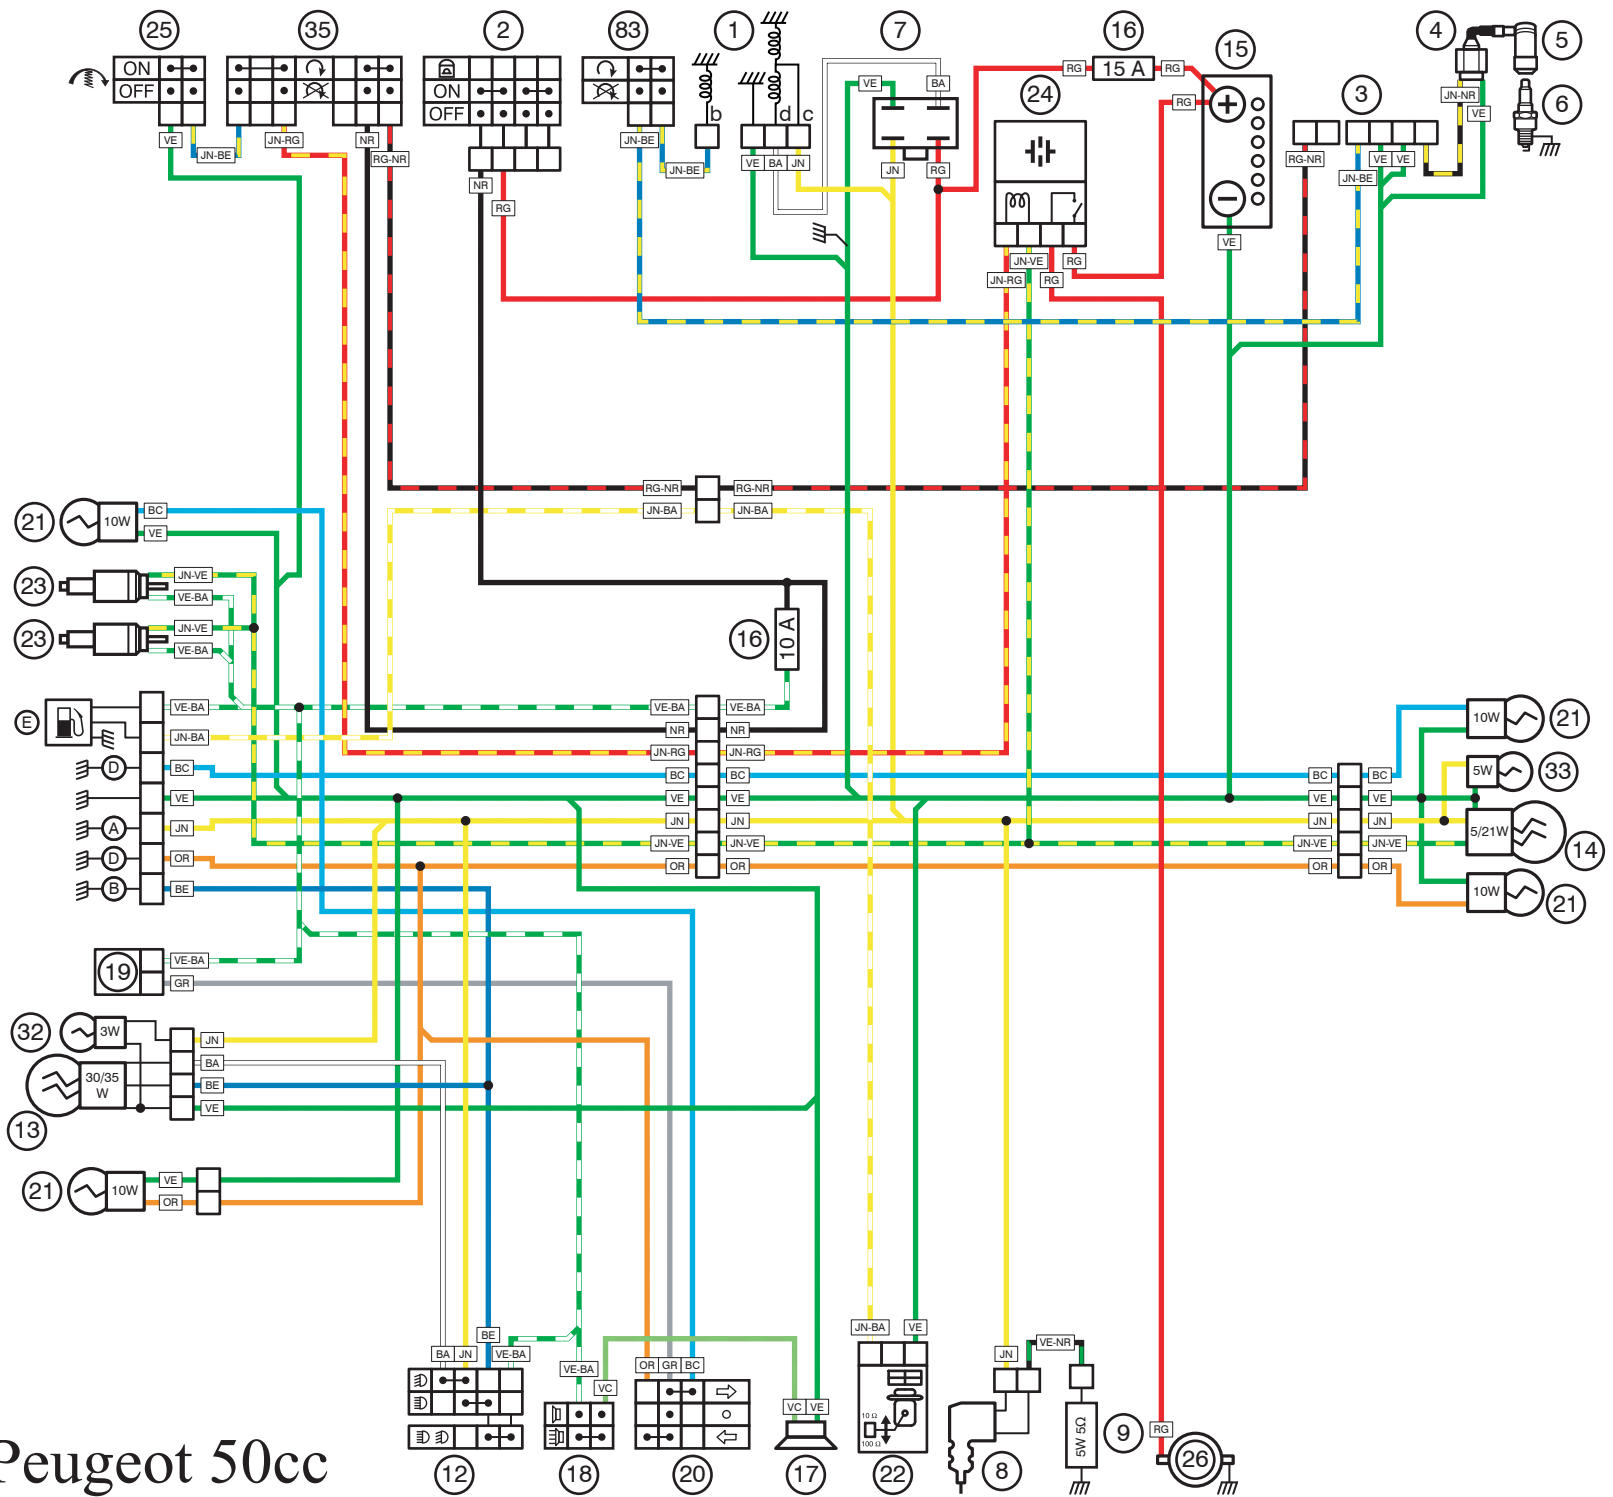 25
35
2
83
1
7
16
15
4
5
ON
OFF
ON
OFF
15 A
RG
RG
24
RG
3
6
b
d
c
VE
BA
JN-NR
VE
VE
JN-BE
JN-RG
NR
RG-NR
NR
RG
JN-BE
JN-BE
VE
BA
JN
JN
RG
RG-NR
JN-BE
VE
VE
VE
JN-VE
RG
JN-RG
RG
RG-NR
RG-NR
JN-BA
JN-BA
21
10W
BC
VE
23
JN-VE
VE-BA
23
JN-VE
VE-BA
16
10 A
E
VE-BA
VE-BA
VE-BA
NR
NR
JN-BA
JN-RG
JN-RG
D
BC
BC
BC
BC
BC
VE
VE
VE
VE
VE
A
JN
JN
JN
JN
JN
JN-VE
JN-VE
JN-VE
JN-VE
D
OR
OR
OR
OR
OR
B
BE
10W
21
5W
33
5/21W
14
10W
21
19
VE-BA
GR
32
3W
JN
BA
30/35
W
BE
VE
13
21
10W
VE
OR
BE
BA
JN
VE-BA
VE-BA
VC
OR
GR
BC
VC
VE
JN-BA
VE
10 Ω
100 Ω
JN
VE-NR
5W 5Ω
9
RG
26
Peugeot 50cc
12
18
20
17
22
8